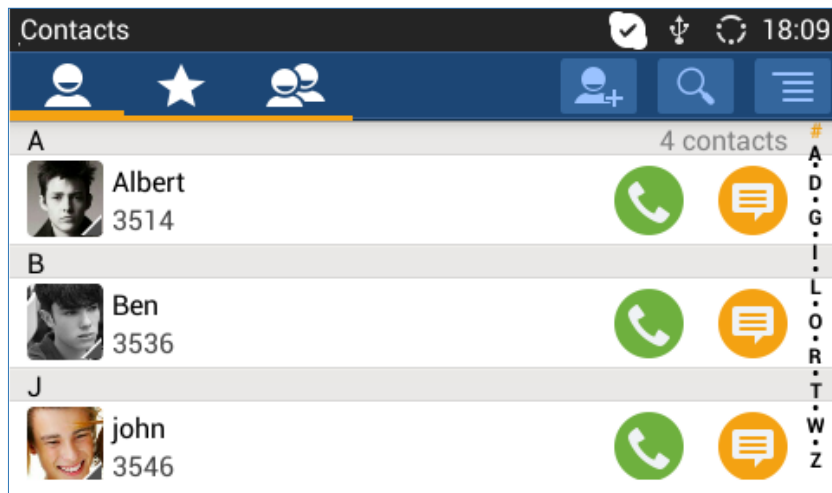 Contacts 18:09
A 4 contacts
Albert
3514
B
Ben
3536
J
john
3546
#
A
D
G
I
L
O
R
T
W
Z